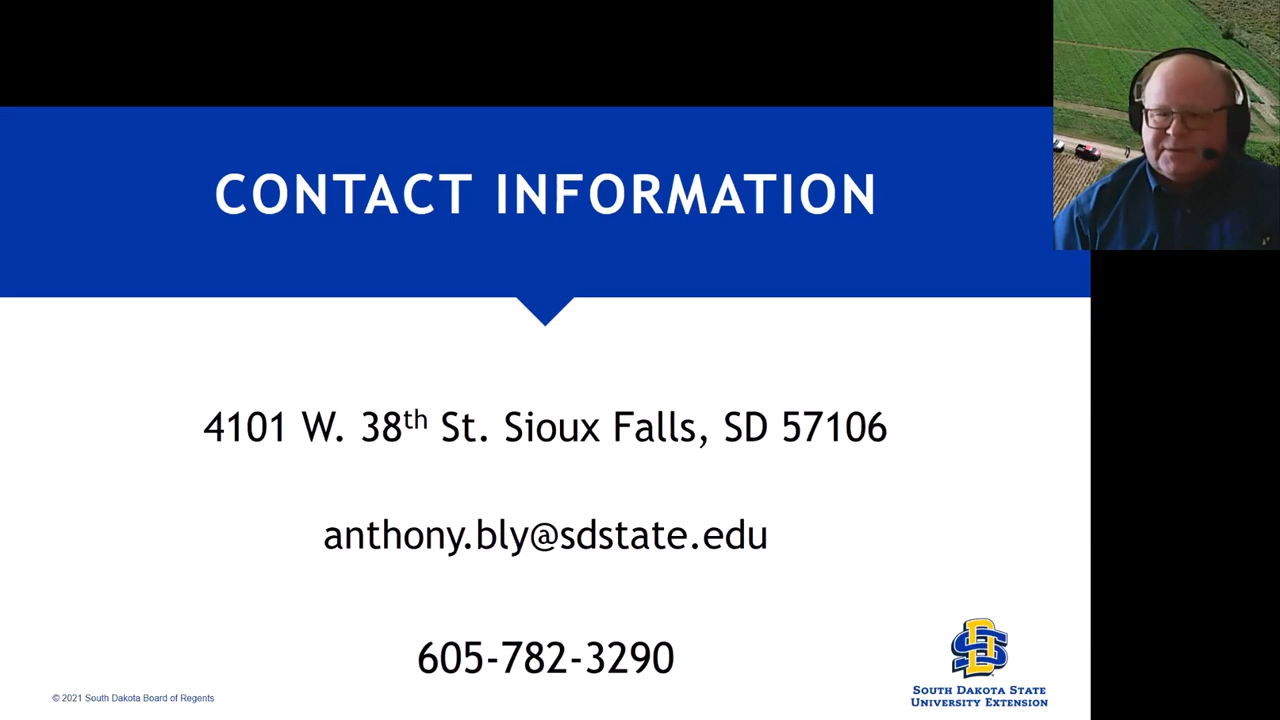 CONTACT INFORMATION
4101 W. 38th St. Sioux Falls, SD 57106
anthony.bly@sdstate.edu
605-782-3290
© 2021 South Dakota Board of Regents
SOUTH DAKOTA STATE
UNIVERSITY EXTENSION